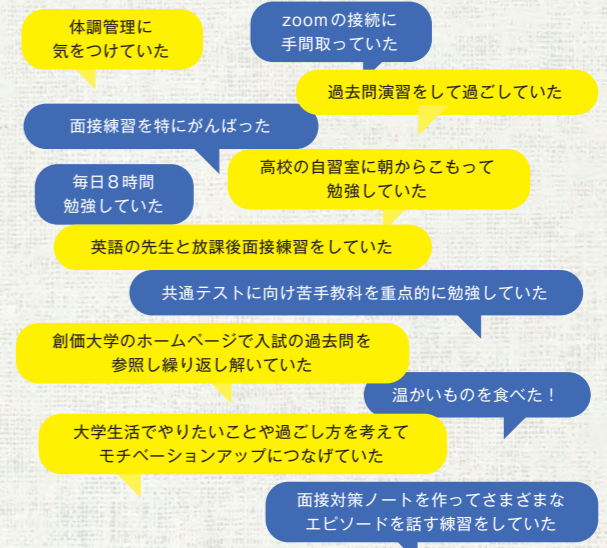 体調管理に
気をつけていた
zoomの接続に
手間取っていた
過去問演習をして過ごしていた
面接練習を特にがんばった
高校の自習室に朝からこもって
勉強していた
毎日8時間
勉強していた
英語の先生と放課後面接練習をしていた
共通テストに向け苦手教科を重点的に勉強していた
創価大学のホームページで入試の過去問を
参照し繰り返し解いていた
温かいものを食べた！
大学生活でやりたいことや過ごし方を考えて
モチベーションアップにつなげていた
面接対策ノートを作ってさまざまな
エピソードを話す練習をしていた